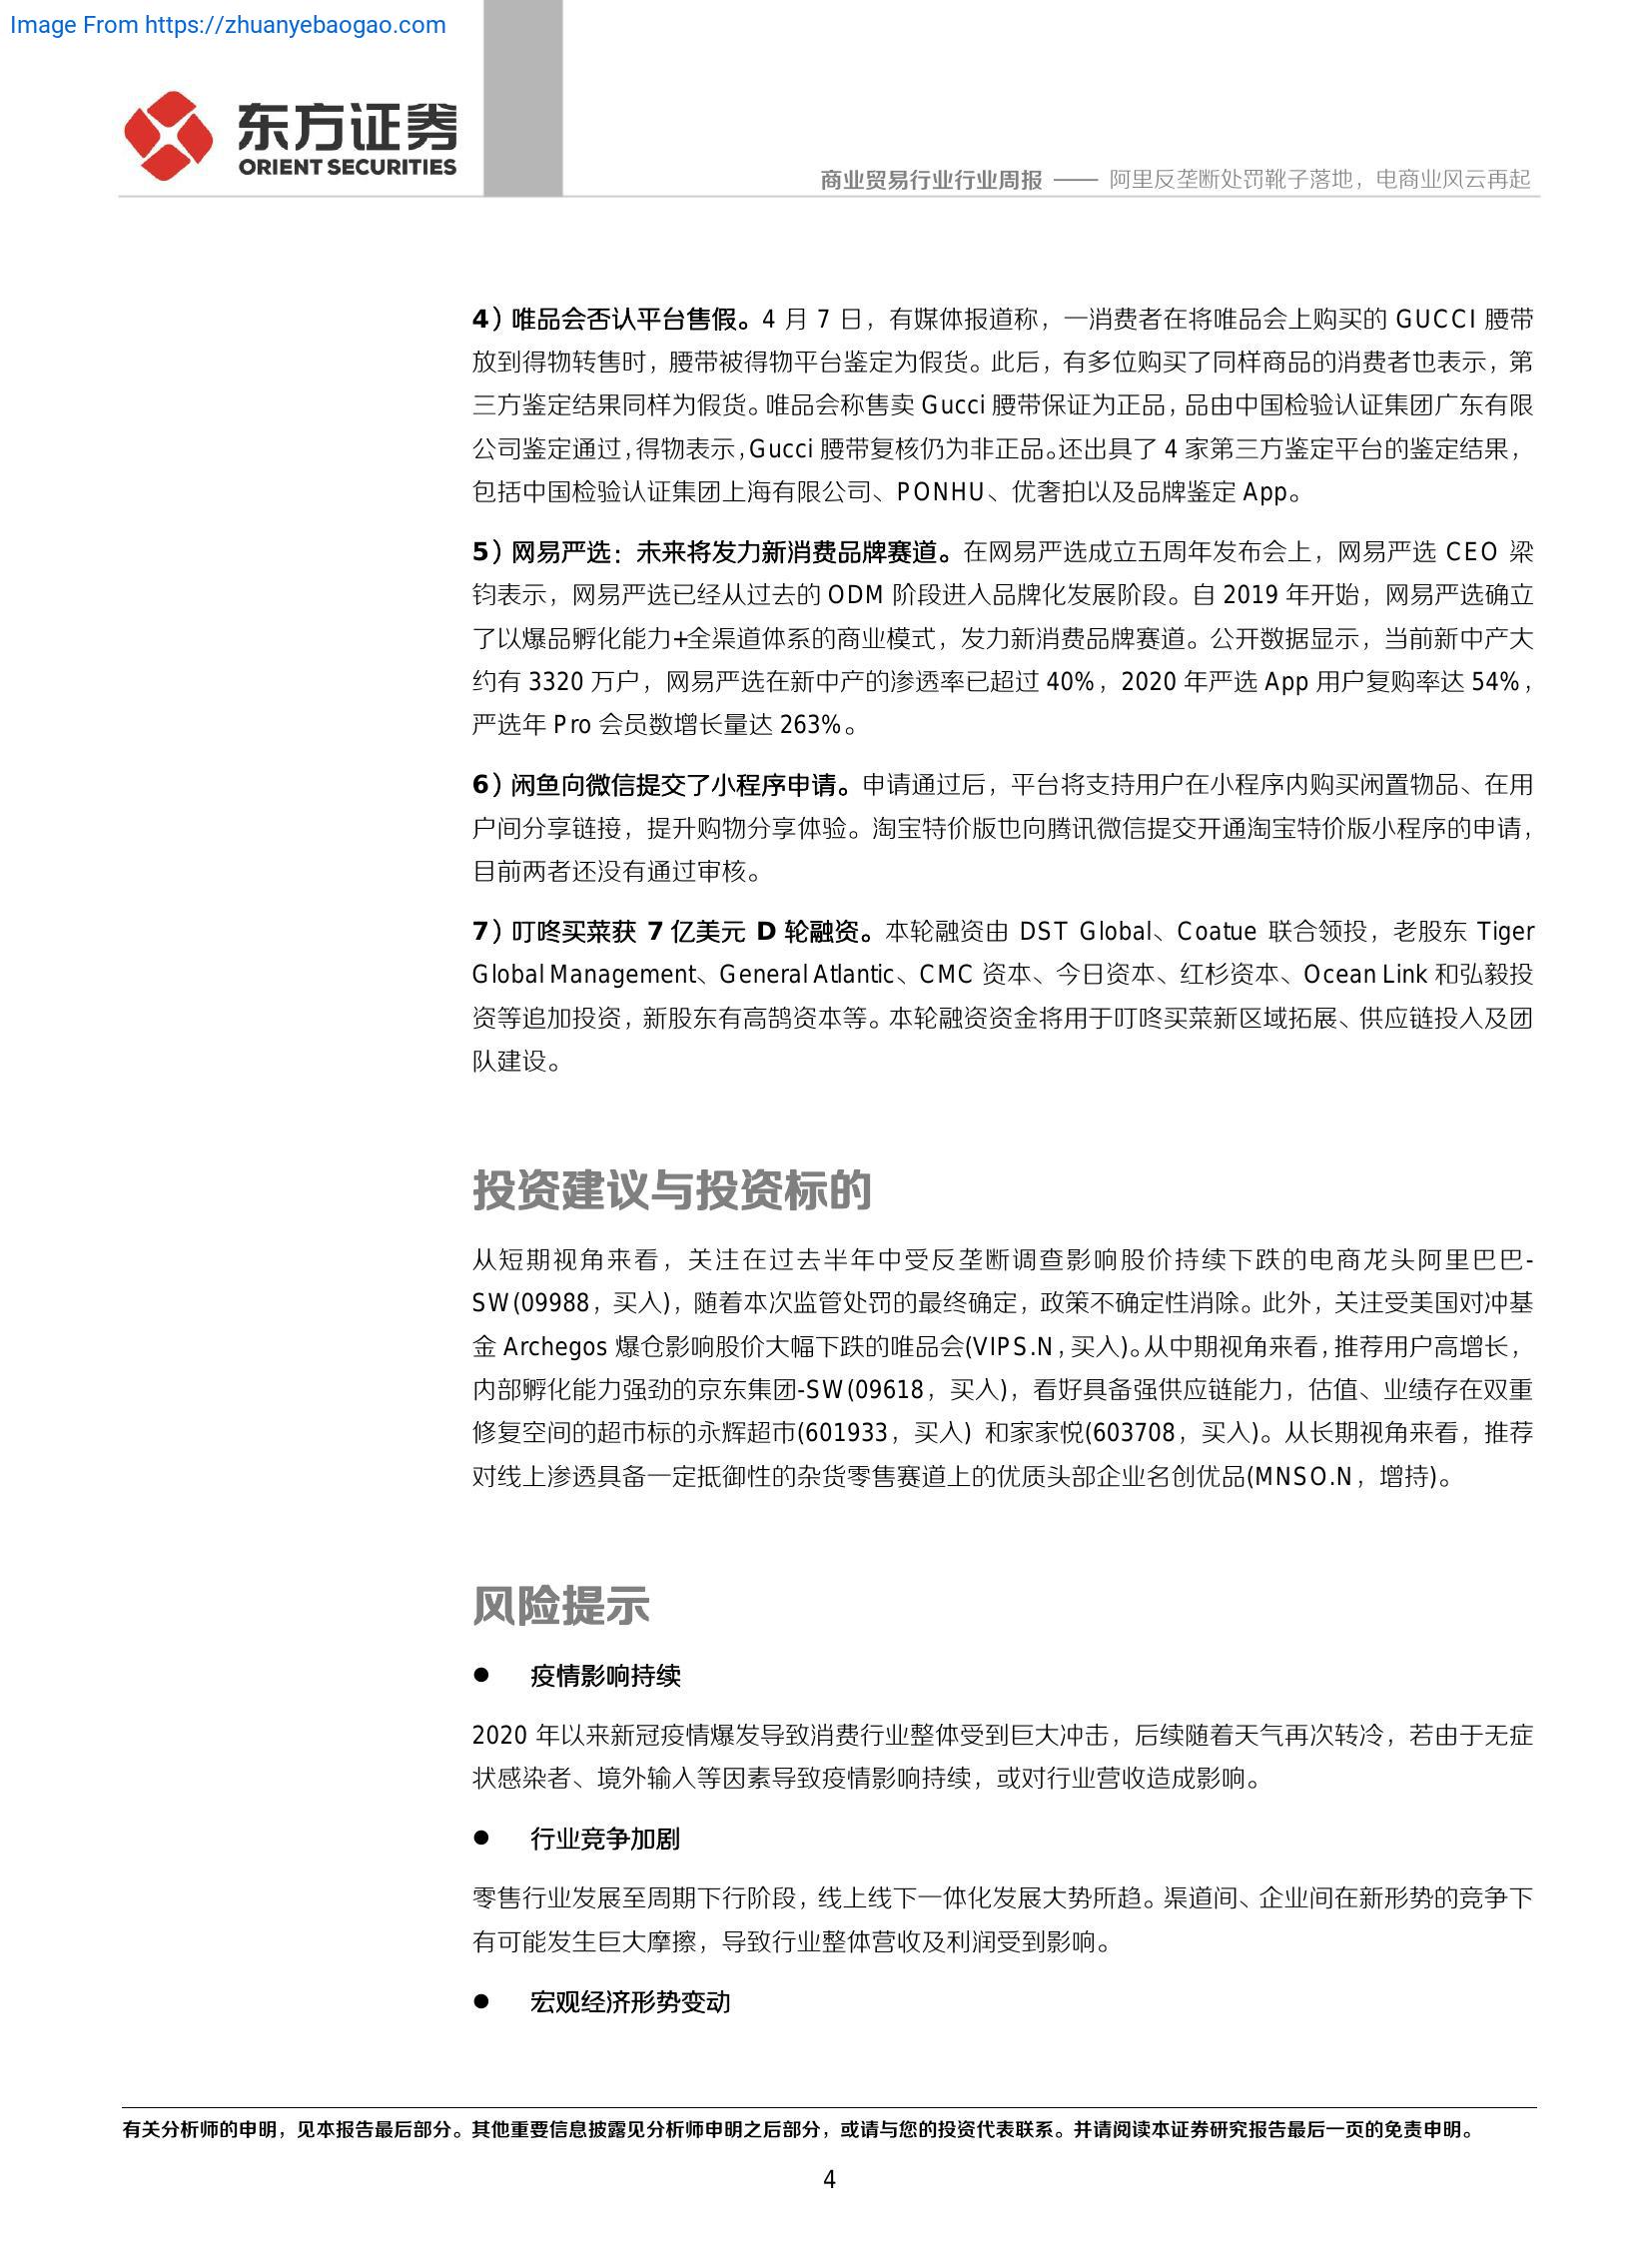 Image From https://zhuanyebaogao.com
东方证券
ORIENT SECURITIES
商业贸易行业行业周报 —— 阿里反垄断处罚靴子落地，电商业风云再起
4）唯品会否认平台售假。4 月 7 日，有媒体报道称，一消费者在将唯品会上购买的 GUCCI 腰带
放到得物转售时，腰带被得物平台鉴定为假货。此后，有多位购买了同样商品的消费者也表示，第
三方鉴定结果同样为假货。唯品会称售卖 Gucci 腰带保证为正品，品由中国检验认证集团广东有限
公司鉴定通过，得物表示，Gucci 腰带复核仍为非正品。还出具了 4 家第三方鉴定平台的鉴定结果，
包括中国检验认证集团上海有限公司、PONHU、优奢拍以及品牌鉴定 App。
5）网易严选：未来将发力新消费品牌赛道。在网易严选成立五周年发布会上，网易严选 CEO 梁
钧表示，网易严选已经从过去的 ODM 阶段进入品牌化发展阶段。自 2019 年开始，网易严选确立
了以爆品孵化能力+全渠道体系的商业模式，发力新消费品牌赛道。公开数据显示，当前新中产大
约有 3320 万户，网易严选在新中产的渗透率已超过 40%，2020 年严选 App 用户复购率达 54%，
严选年 Pro 会员数增长量达 263%。
6）闲鱼向微信提交了小程序申请。申请通过后，平台将支持用户在小程序内购买闲置物品、在用
户间分享链接，提升购物分享体验。淘宝特价版也向腾讯微信提交开通淘宝特价版小程序的申请，
目前两者还没有通过审核。
7）叮咚买菜获 7 亿美元 D 轮融资。本轮融资由 DST Global、Coatue 联合领投，老股东 Tiger
Global Management、General Atlantic、CMC 资本、今日资本、红杉资本、Ocean Link 和弘毅投
资等追加投资，新股东有高鹄资本等。本轮融资资金将用于叮咚买菜新区域拓展、供应链投入及团
队建设。
投资建议与投资标的
从短期视角来看，关注在过去半年中受反垄断调查影响股价持续下跌的电商龙头阿里巴巴-
SW(09988，买入)，随着本次监管处罚的最终确定，政策不确定性消除。此外，关注受美国对冲基
金 Archegos 爆仓影响股价大幅下跌的唯品会(VIPS.N，买入)。从中期视角来看，推荐用户高增长，
内部孵化能力强劲的京东集团-SW(09618，买入)，看好具备强供应链能力，估值、业绩存在双重
修复空间的超市标的永辉超市(601933，买入) 和家家悦(603708，买入)。从长期视角来看，推荐
对线上渗透具备一定抵御性的杂货零售赛道上的优质头部企业名创优品(MNSO.N，增持)。
风险提示
● 疫情影响持续
2020 年以来新冠疫情爆发导致消费行业整体受到巨大冲击，后续随着天气再次转冷，若由于无症
状感染者、境外输入等因素导致疫情影响持续，或对行业营收造成影响。
● 行业竞争加剧
零售行业发展至周期下行阶段，线上线下一体化发展大势所趋。渠道间、企业间在新形势的竞争下
有可能发生巨大摩擦，导致行业整体营收及利润受到影响。
● 宏观经济形势变动
有关分析师的申明，见本报告最后部分。其他重要信息披露见分析师申明之后部分，或请与您的投资代表联系。并请阅读本证券研究报告最后一页的免责申明。
4